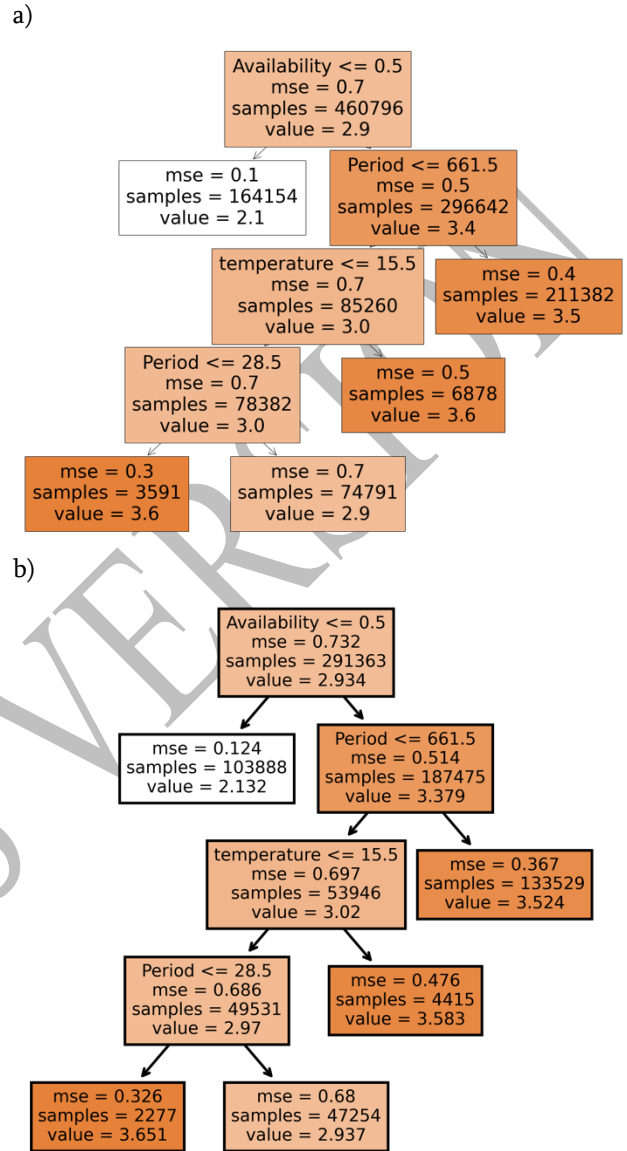 a)
Availability <= 0.5
mse = 0.7
samples = 460796
value = 2.9
mse = 0.1
samples = 164154
value = 2.1
Period <= 661.5
mse = 0.5
samples = 296642
value = 3.4
temperature <= 15.5
mse = 0.7
samples = 85260
value = 3.0
mse = 0.4
samples = 211382
value = 3.5
Period <= 28.5
mse = 0.7
samples = 78382
value = 3.0
mse = 0.5
samples = 6878
value = 3.6
mse = 0.3
samples = 3591
value = 3.6
mse = 0.7
samples = 74791
value = 2.9
b)
Availability <= 0.5
mse = 0.732
samples = 291363
value = 2.934
mse = 0.124
samples = 103888
value = 2.132
Period <= 661.5
mse = 0.514
samples = 187475
value = 3.379
temperature <= 15.5
mse = 0.697
samples = 53946
value = 3.02
mse = 0.367
samples = 133529
value = 3.524
Period <= 28.5
mse = 0.686
samples = 49531
value = 2.97
mse = 0.476
samples = 4415
value = 3.583
mse = 0.326
samples = 2277
value = 3.651
mse = 0.68
samples = 47254
value = 2.937
VERSION